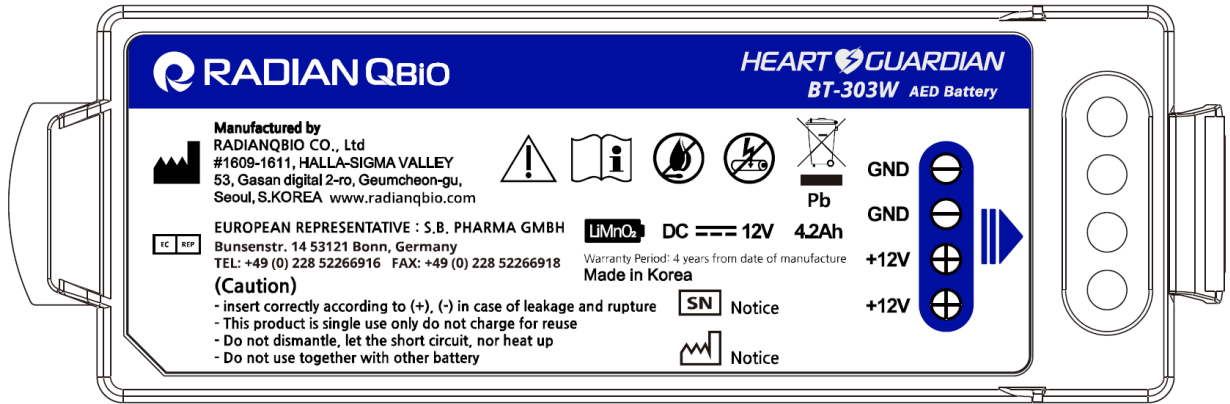 RADIAN QBIO
HEART GUARDIAN
BT-303W AED Battery
Manufactured by
RADIANQBIO CO., Ltd
#1609-1611, HALLA-SIGMA VALLEY
53, Gasan digital 2-ro, Geumcheon-gu,
Seoul, S.KOREA www.radianqbio.com
Pb
EC REP
EUROPEAN REPRESENTATIVE : S.B. PHARMA GMBH
Bunsenstr. 14 53121 Bonn, Germany
TEL: +49 (0) 228 52266916 FAX: +49 (0) 228 52266918
LiMnO₂ DC 12V 4.2Ah
Warranty Period: 4 years from date of manufacture
Made in Korea
(Caution)
- insert correctly according to (+), (-) in case of leakage and rupture
- This product is single use only do not charge for reuse
- Do not dismantle, let the short circuit, nor heat up
- Do not use together with other battery
SN Notice
Notice
GND
GND
+12V
+12V